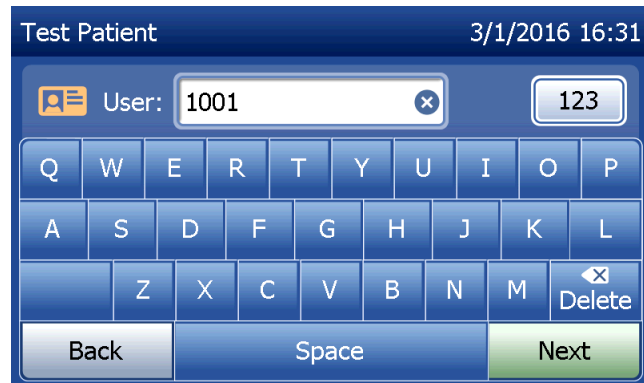 Test Patient 3/1/2016 16:31
User: 1001 123
Q W E R T Y U I O P
A S D F G H J K L
Z X C V B N M Delete
Back Space Next